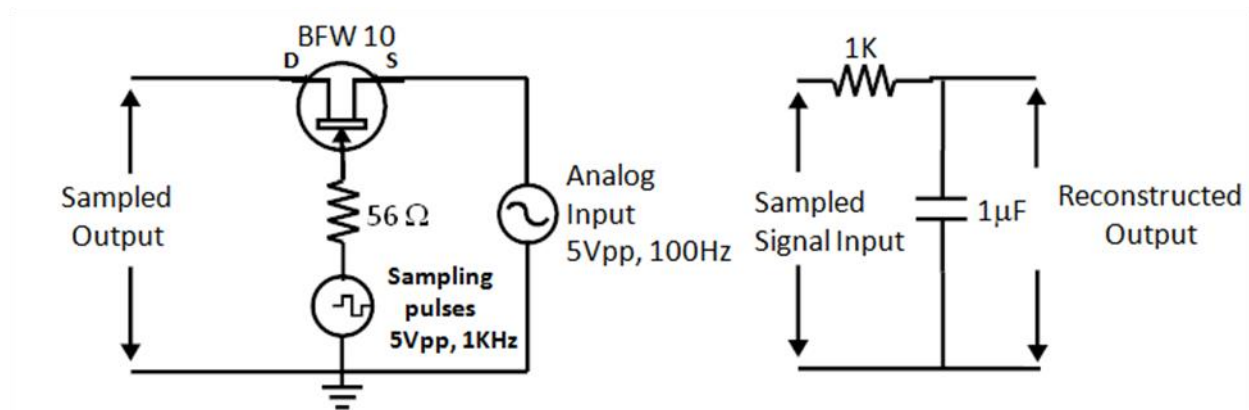 BFW 10
D
S
Sampled
Output
56 Ω
Sampling
pulses
5Vpp, 1KHz
Analog
Input
5Vpp, 100Hz
1K
Sampled
Signal Input
1µF
Reconstructed
Output